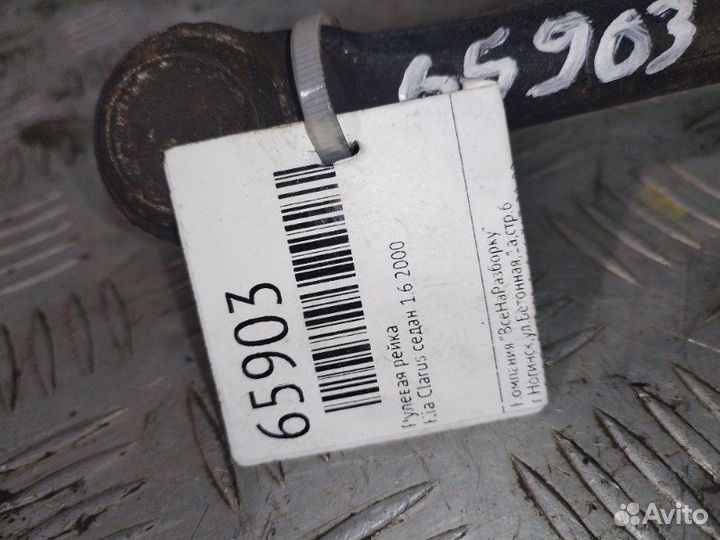 65903
65903
Рулевая рейка
Kia Clarus седан 1.6 2000
Компания "ВсеНаРазборку"
г.Ногинск,ул Бетонная,1а,стр.6
Avito